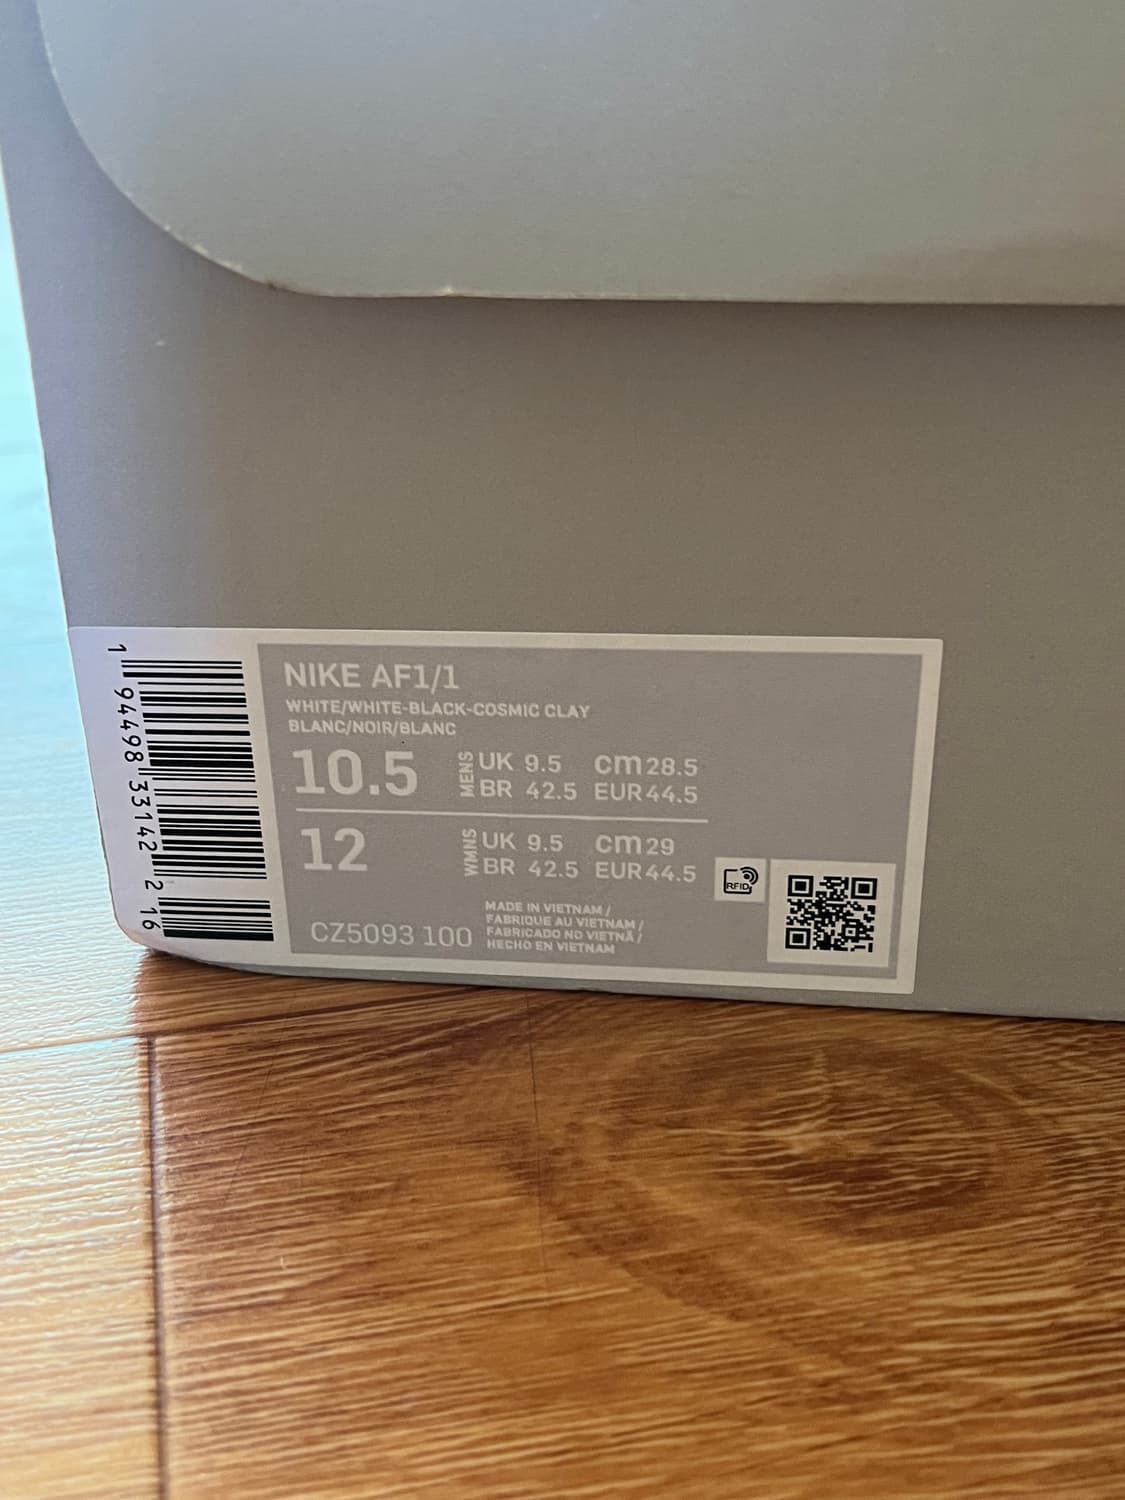 1 94498 33142 2 16
NIKE AF1/1
WHITE/WHITE-BLACK-COSMIC CLAY
BLANC/NOIR/BLANC
10.5 MENS UK 9.5 cm 28.5
BR 42.5 EUR 44.5
12 WMNS UK 9.5 cm 29
BR 42.5 EUR 44.5
RFID
CZ5093 100
MADE IN VIETNAM /
FABRIQUE AU VIETNAM /
FABRICADO NO VIETNÃ /
HECHO EN VIETNAM